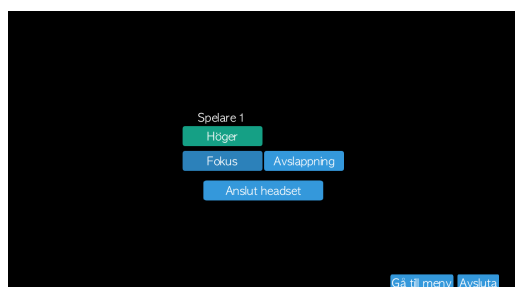 Spelare 1
Höger
Fokus Avslappning
Anslut headset
Gå till meny Avsluta